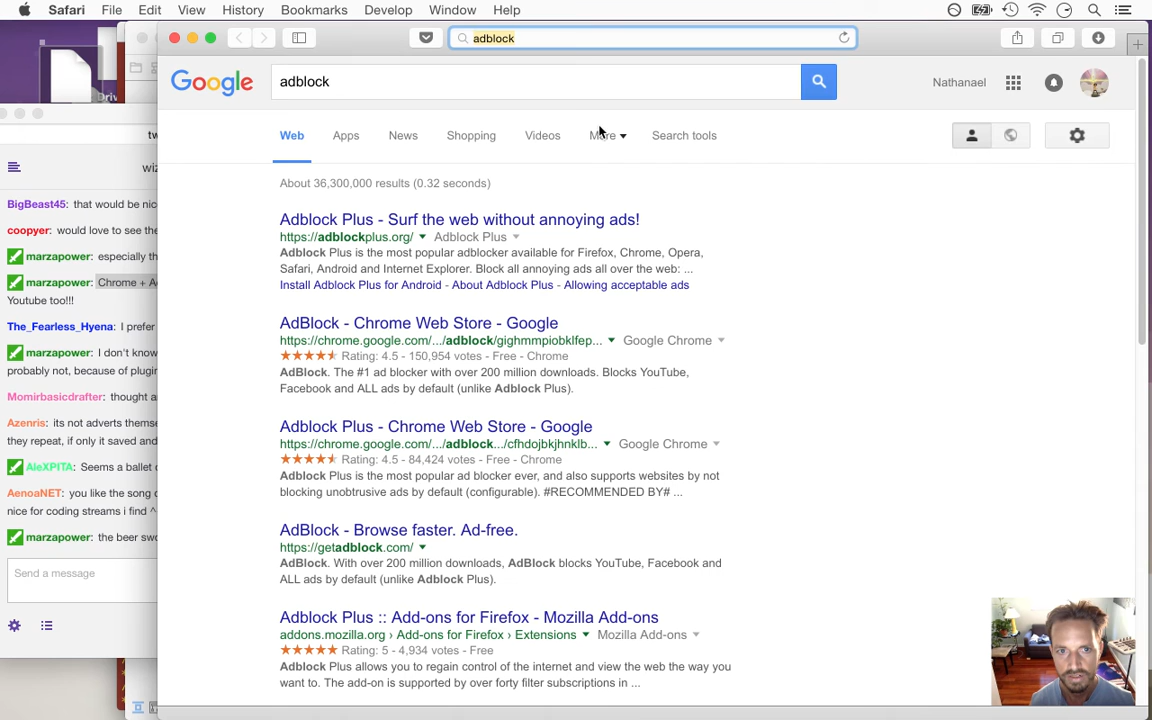 Safari File Edit View History Bookmarks Develop Window Help
adblock
Google
adblock
Nathanael
Web Apps News Shopping Videos More Search tools
About 36,300,000 results (0.32 seconds)
Adblock Plus - Surf the web without annoying ads!
https://adblockplus.org/ Adblock Plus
Adblock Plus is the most popular adblocker available for Firefox, Chrome, Opera,
Safari, Android and Internet Explorer. Block all annoying ads all over the web: ...
Install Adblock Plus for Android - About Adblock Plus - Allowing acceptable ads
AdBlock - Chrome Web Store - Google
https://chrome.google.com/.../adblock/gighmmpiobklfep... Google Chrome
Rating: 4.5 - 150,954 votes - Free - Chrome
AdBlock. The #1 ad blocker with over 200 million downloads. Blocks YouTube,
Facebook and ALL ads by default (unlike Adblock Plus).
Adblock Plus - Chrome Web Store - Google
https://chrome.google.com/.../adblock.../cfhdojbkjhnklb... Google Chrome
Rating: 4.5 - 84,424 votes - Free - Chrome
Adblock Plus is the most popular ad blocker ever, and also supports websites by not
blocking unobtrusive ads by default (configurable). #RECOMMENDED BY# ...
AdBlock - Browse faster. Ad-free.
https://getadblock.com/
AdBlock. With over 200 million downloads, AdBlock blocks YouTube, Facebook and
ALL ads by default (unlike Adblock Plus).
Adblock Plus :: Add-ons for Firefox - Mozilla Add-ons
addons.mozilla.org › Add-ons for Firefox › Extensions Mozilla Add-ons
Rating: 5 - 4,934 votes - Free
Adblock Plus allows you to regain control of the internet and view the web the way you
want to. The add-on is supported by over forty filter subscriptions in ...
Driv
tw
wiz
BigBeast45: that would be nic
coopyer: would love to see the
marzapower: especially th
marzapower: Chrome + A
Youtube too!!!
The_Fearless_Hyena: I prefer
marzapower: I don't know
probably not, because of plugin
Momirbasicdrafter: thought a
Azenris: its not adverts themse
they repeat, if only it saved and
AleXPITA: Seems a ballet
AenoaNET: you like the song
nice for coding streams i find ^
marzapower: the beer swo
Send a message